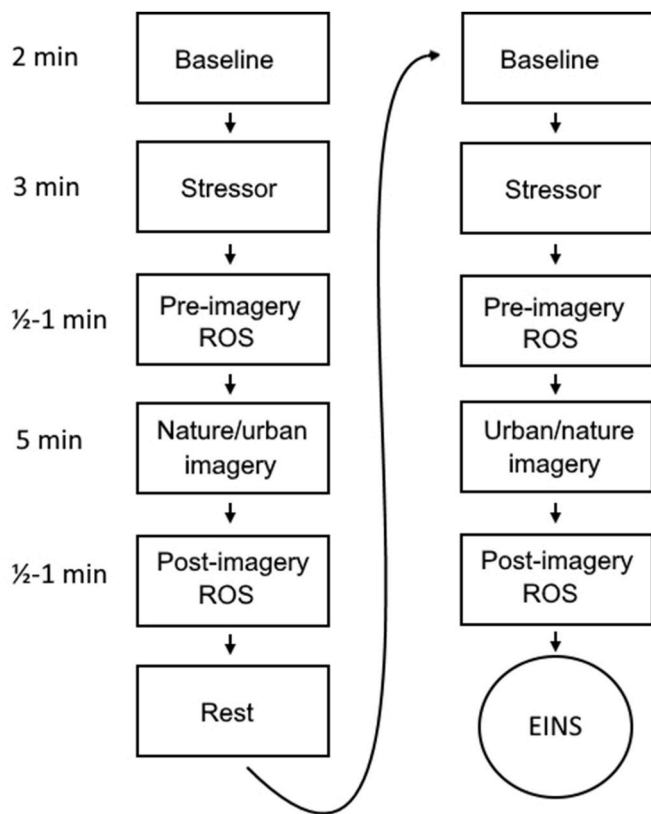 2 min
Baseline
3 min
Stressor
½-1 min
Pre-imagery
ROS
5 min
Nature/urban
imagery
½-1 min
Post-imagery
ROS
Rest
Baseline
Stressor
Pre-imagery
ROS
Urban/nature
imagery
Post-imagery
ROS
EINS